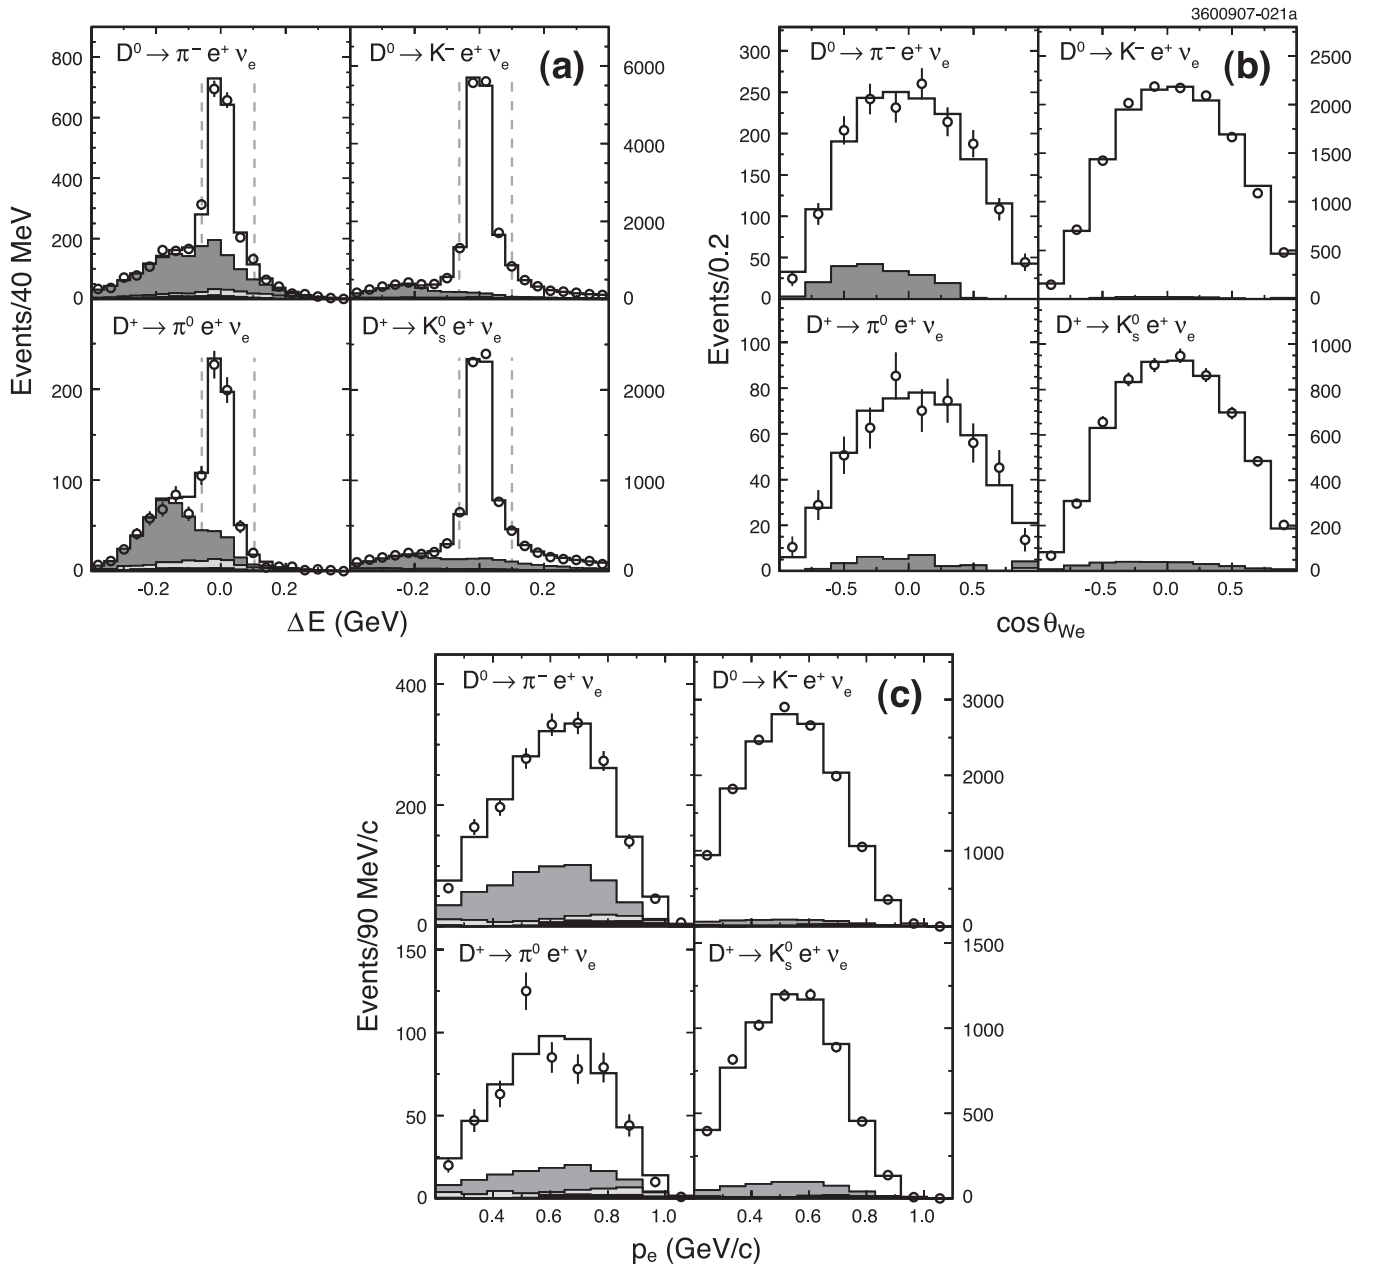 3600907-021a
D⁰ → π⁻ e⁺ νₑ
D⁰ → K⁻ e⁺ νₑ
(a)
800
600
400
200
0
6000
4000
2000
0
D⁺ → π⁰ e⁺ νₑ
D⁺ → K⁰ₛ e⁺ νₑ
200
100
0
2000
1000
0
Events/40 MeV
-0.2 0.0 0.2 -0.2 0.0 0.2
ΔE (GeV)
D⁰ → π⁻ e⁺ νₑ
D⁰ → K⁻ e⁺ νₑ
(b)
300
250
200
150
100
50
0
2500
2000
1500
1000
500
0
D⁺ → π⁰ e⁺ νₑ
D⁺ → K⁰ₛ e⁺ νₑ
100
80
60
40
20
0
1000
800
600
400
200
0
Events/0.2
-0.5 0.0 0.5 -0.5 0.0 0.5
cosθ_We
D⁰ → π⁻ e⁺ νₑ
D⁰ → K⁻ e⁺ νₑ
(c)
400
200
0
3000
2000
1000
0
D⁺ → π⁰ e⁺ νₑ
D⁺ → K⁰ₛ e⁺ νₑ
150
100
50
0
1500
1000
500
0
Events/90 MeV/c
0.4 0.6 0.8 1.0 0.4 0.6 0.8 1.0
pₑ (GeV/c)